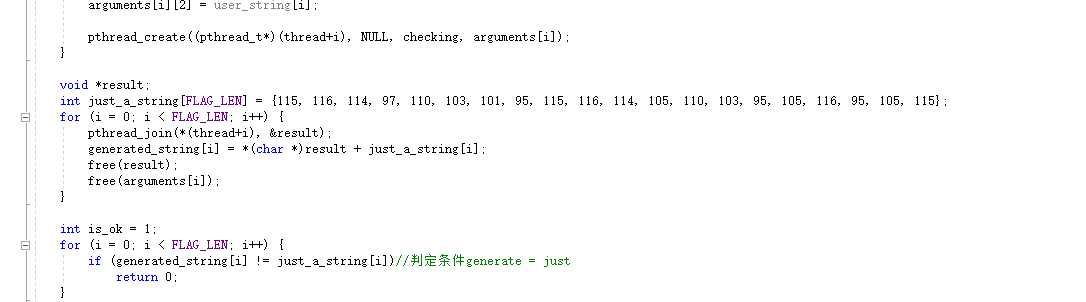 arguments[i][2] = user_string[i];
pthread_create((pthread_t*)(thread+i), NULL, checking, arguments[i]);
}
void *result;
int just_a_string[FLAG_LEN] = {115, 116, 114, 97, 110, 103, 101, 95, 115, 116, 114, 105, 110, 103, 95, 105, 116, 95, 105, 115};
for (i = 0; i < FLAG_LEN; i++) {
pthread_join(*(thread+i), &result);
generated_string[i] = *(char *)result + just_a_string[i];
free(result);
free(arguments[i]);
}
int is_ok = 1;
for (i = 0; i < FLAG_LEN; i++) {
if (generated_string[i] != just_a_string[i])//判定条件generate = just
return 0;
}